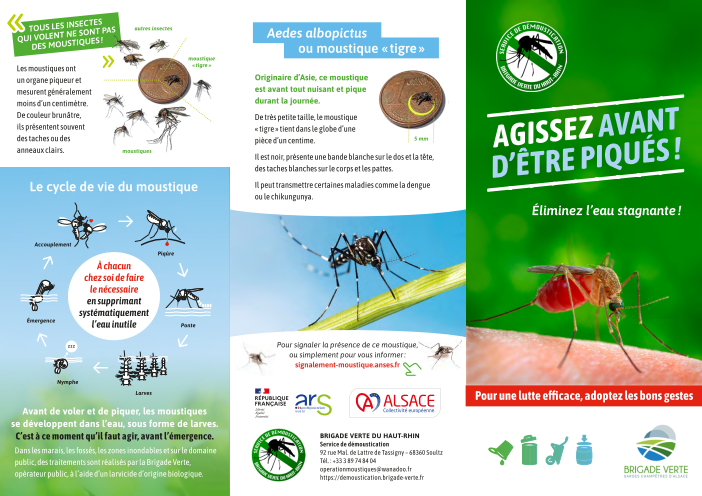 TOUS LES INSECTES
QUI VOLENT NE SONT PAS
DES MOUSTIQUES !
autres insectes
moustique
« tigre »
moustiques
Les moustiques ont
un organe piqueur et
mesurent généralement
moins d'un centimètre.
De couleur brunâtre,
ils présentent souvent
des taches ou des
anneaux clairs.
Le cycle de vie du moustique
Accouplement
Piqûre
Ponte
Larves
Nymphe
Émergence
À chacun
chez soi de faire
le nécessaire
en supprimant
systématiquement
l'eau inutile
Avant de voler et de piquer, les moustiques
se développent dans l'eau, sous forme de larves.
C'est à ce moment qu'il faut agir, avant l'émergence.
Dans les marais, les fossés, les zones inondables et sur le domaine
public, des traitements sont réalisés par la Brigade Verte,
opérateur public, à l'aide d'un larvicide d'origine biologique.
Aedes albopictus
ou moustique « tigre »
Originaire d'Asie, ce moustique
est avant tout nuisant et pique
durant la journée.
De très petite taille, le moustique
« tigre » tient dans le globe d'une
pièce d'un centime.
5 mm
Il est noir, présente une bande blanche sur le dos et la tête,
des taches blanches sur le corps et les pattes.
Il peut transmettre certaines maladies comme la dengue
ou le chikungunya.
Pour signaler la présence de ce moustique,
ou simplement pour vous informer :
signalement-moustique.anses.fr
RÉPUBLIQUE
FRANÇAISE
Liberté
Égalité
Fraternité
ars
ALSACE
Collectivité européenne
SERVICE DE DÉMOUSTICATION
BRIGADE VERTE DU HAUT-RHIN
BRIGADE VERTE DU HAUT-RHIN
Service de démoustication
92 rue Mal. de Lattre de Tassigny – 68360 Soultz
Tél. : +33 3 89 74 84 04
operationmoustiques@wanadoo.fr
https://demoustication.brigade-verte.fr
SERVICE DE DÉMOUSTICATION
BRIGADE VERTE DU HAUT-RHIN
AGISSEZ AVANT
D'ÊTRE PIQUÉS !
Éliminez l'eau stagnante !
Pour une lutte efficace, adoptez les bons gestes
BRIGADE VERTE
GARDES CHAMPÊTRES D'ALSACE